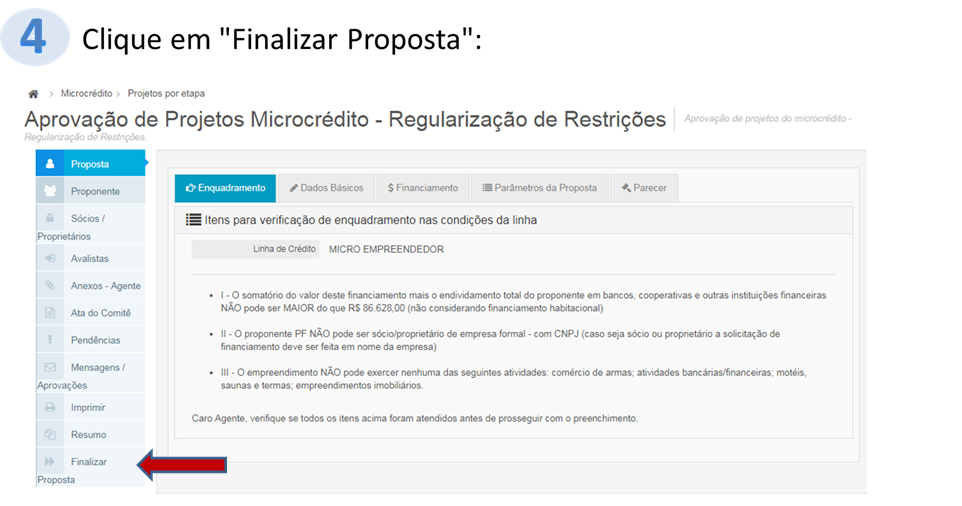 4 Clique em "Finalizar Proposta":
> Microcrédito > Projetos por etapa
Aprovação de Projetos Microcrédito - Regularização de Restrições
Aprovação de projetos do microcrédito -
Regularização de Restrições.
Proposta
Proponente
Sócios /
Proprietários
Avalistas
Anexos - Agente
Ata do Comitê
Pendências
Mensagens /
Aprovações
Imprimir
Resumo
Finalizar
Proposta
Enquadramento Dados Básicos $ Financiamento Parâmetros da Proposta Parecer
Itens para verificação de enquadramento nas condições da linha
Linha de Crédito MICRO EMPREENDEDOR
• I - O somatório do valor deste financiamento mais o endividamento total do proponente em bancos, cooperativas e outras instituições financeiras
NÃO pode ser MAIOR do que R$ 86.628,00 (não considerando financiamento habitacional)
• II - O proponente PF NÃO pode ser sócio/proprietário de empresa formal - com CNPJ (caso seja sócio ou proprietário a solicitação de
financiamento deve ser feita em nome da empresa)
• III - O empreendimento NÃO pode exercer nenhuma das seguintes atividades: comércio de armas; atividades bancárias/financeiras; motéis,
saunas e termas; empreendimentos imobiliários.
Caro Agente, verifique se todos os itens acima foram atendidos antes de prosseguir com o preenchimento.